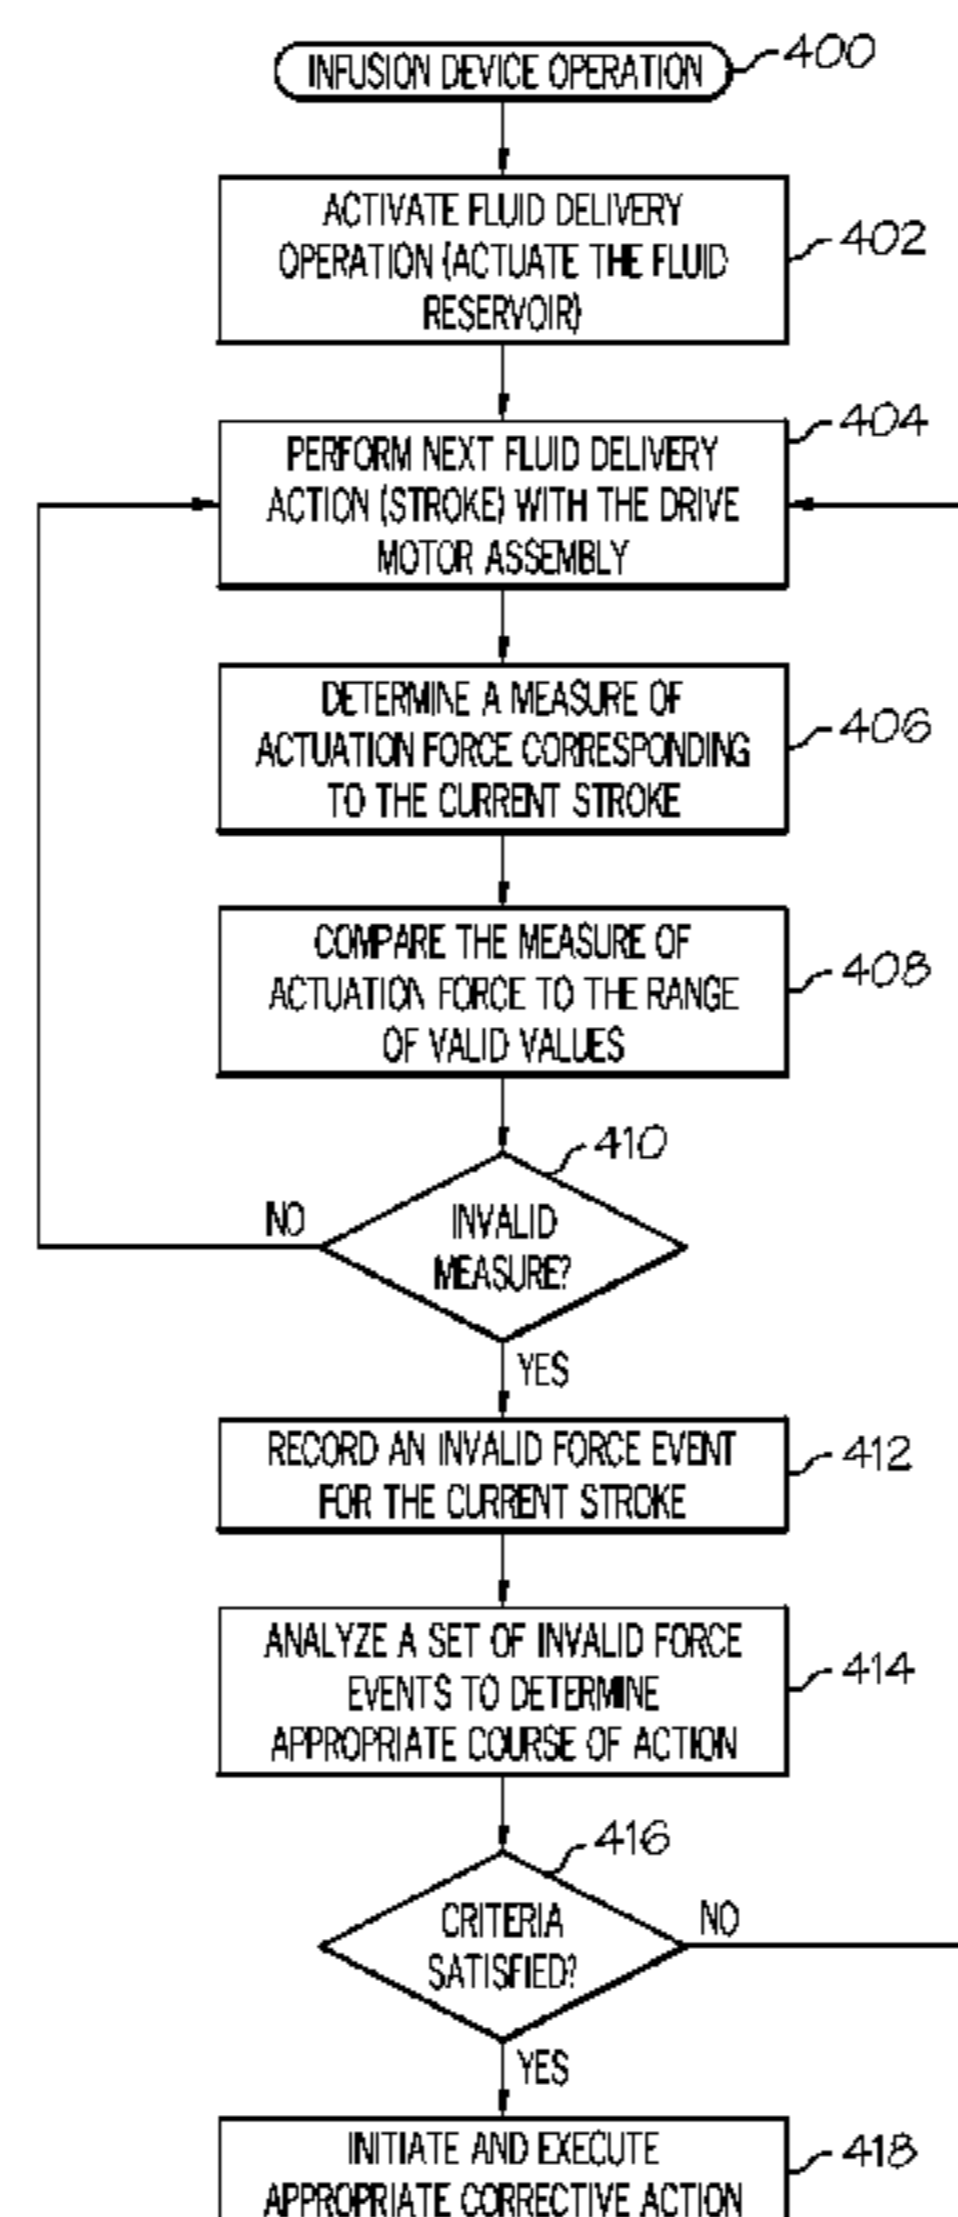 INFUSION DEVICE OPERATION
400
ACTIVATE FLUID DELIVERY
OPERATION (ACTUATE THE FLUID
RESERVOIR)
402
PERFORM NEXT FLUID DELIVERY
ACTION (STROKE) WITH THE DRIVE
MOTOR ASSEMBLY
404
DETERMINE A MEASURE OF
ACTUATION FORCE CORRESPONDING
TO THE CURRENT STROKE
406
COMPARE THE MEASURE OF
ACTUATION FORCE TO THE RANGE
OF VALID VALUES
408
410
INVALID
MEASURE?
NO
YES
RECORD AN INVALID FORCE EVENT
FOR THE CURRENT STROKE
412
ANALYZE A SET OF INVALID FORCE
EVENTS TO DETERMINE
APPROPRIATE COURSE OF ACTION
414
416
CRITERIA
SATISFIED?
NO
YES
INITIATE AND EXECUTE
APPROPRIATE CORRECTIVE ACTION
418